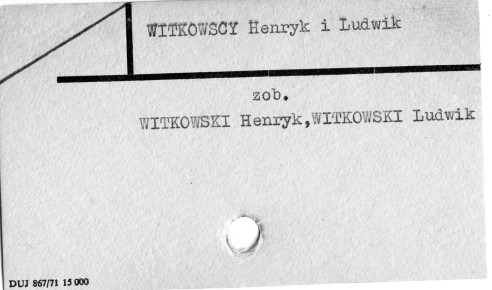 WITKOWSCY Henryk i Ludwik
zob.
WITKOWSKI Henryk,WITKOWSKI Ludwik
DUJ 867/71 15 000